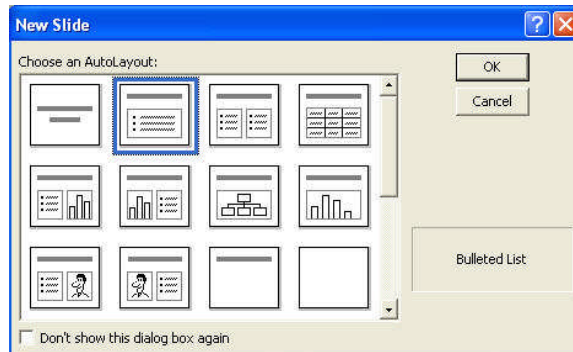 New Slide
Choose an AutoLayout:
OK
Cancel
Bulleted List
Don't show this dialog box again